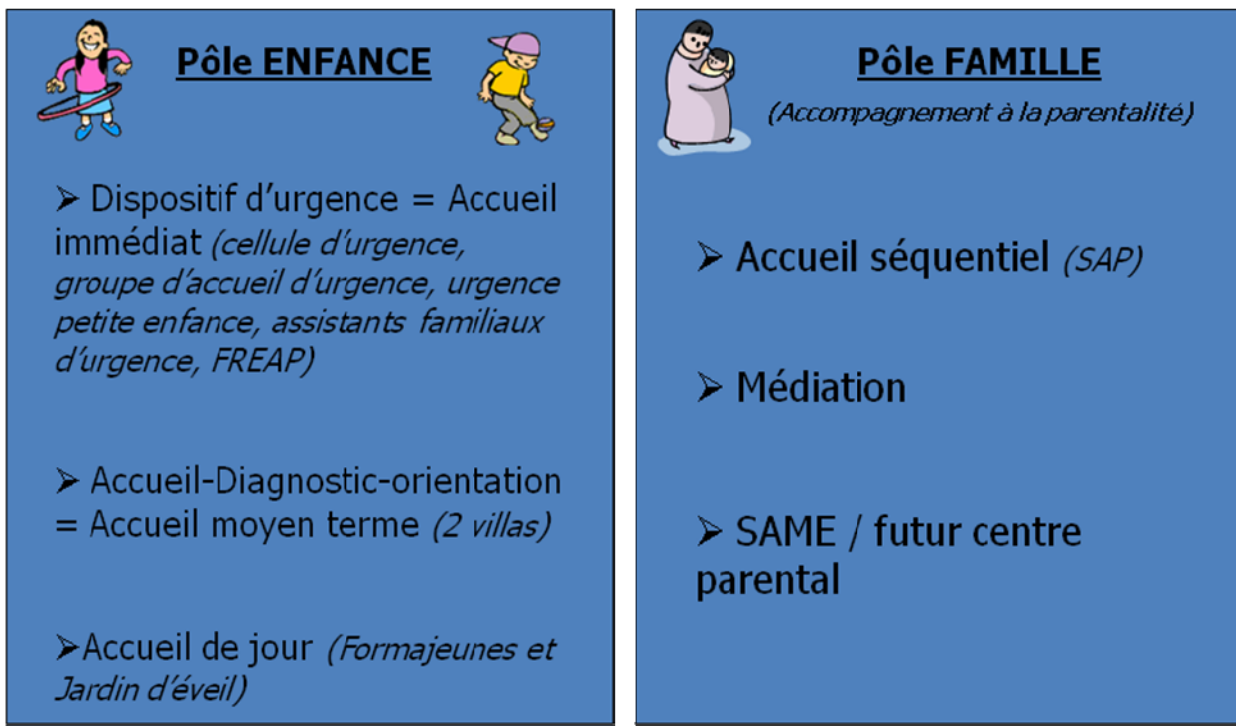 Pôle ENFANCE
➢ Dispositif d'urgence = Accueil
immédiat (cellule d'urgence,
groupe d'accueil d'urgence, urgence
petite enfance, assistants familiaux
d'urgence, FREAP)
➢ Accueil-Diagnostic-orientation
= Accueil moyen terme (2 villas)
➢Accueil de jour (Formajeunes et
Jardin d'éveil)
Pôle FAMILLE
(Accompagnement à la parentalité)
➢ Accueil séquentiel (SAP)
➢ Médiation
➢ SAME / futur centre
parental